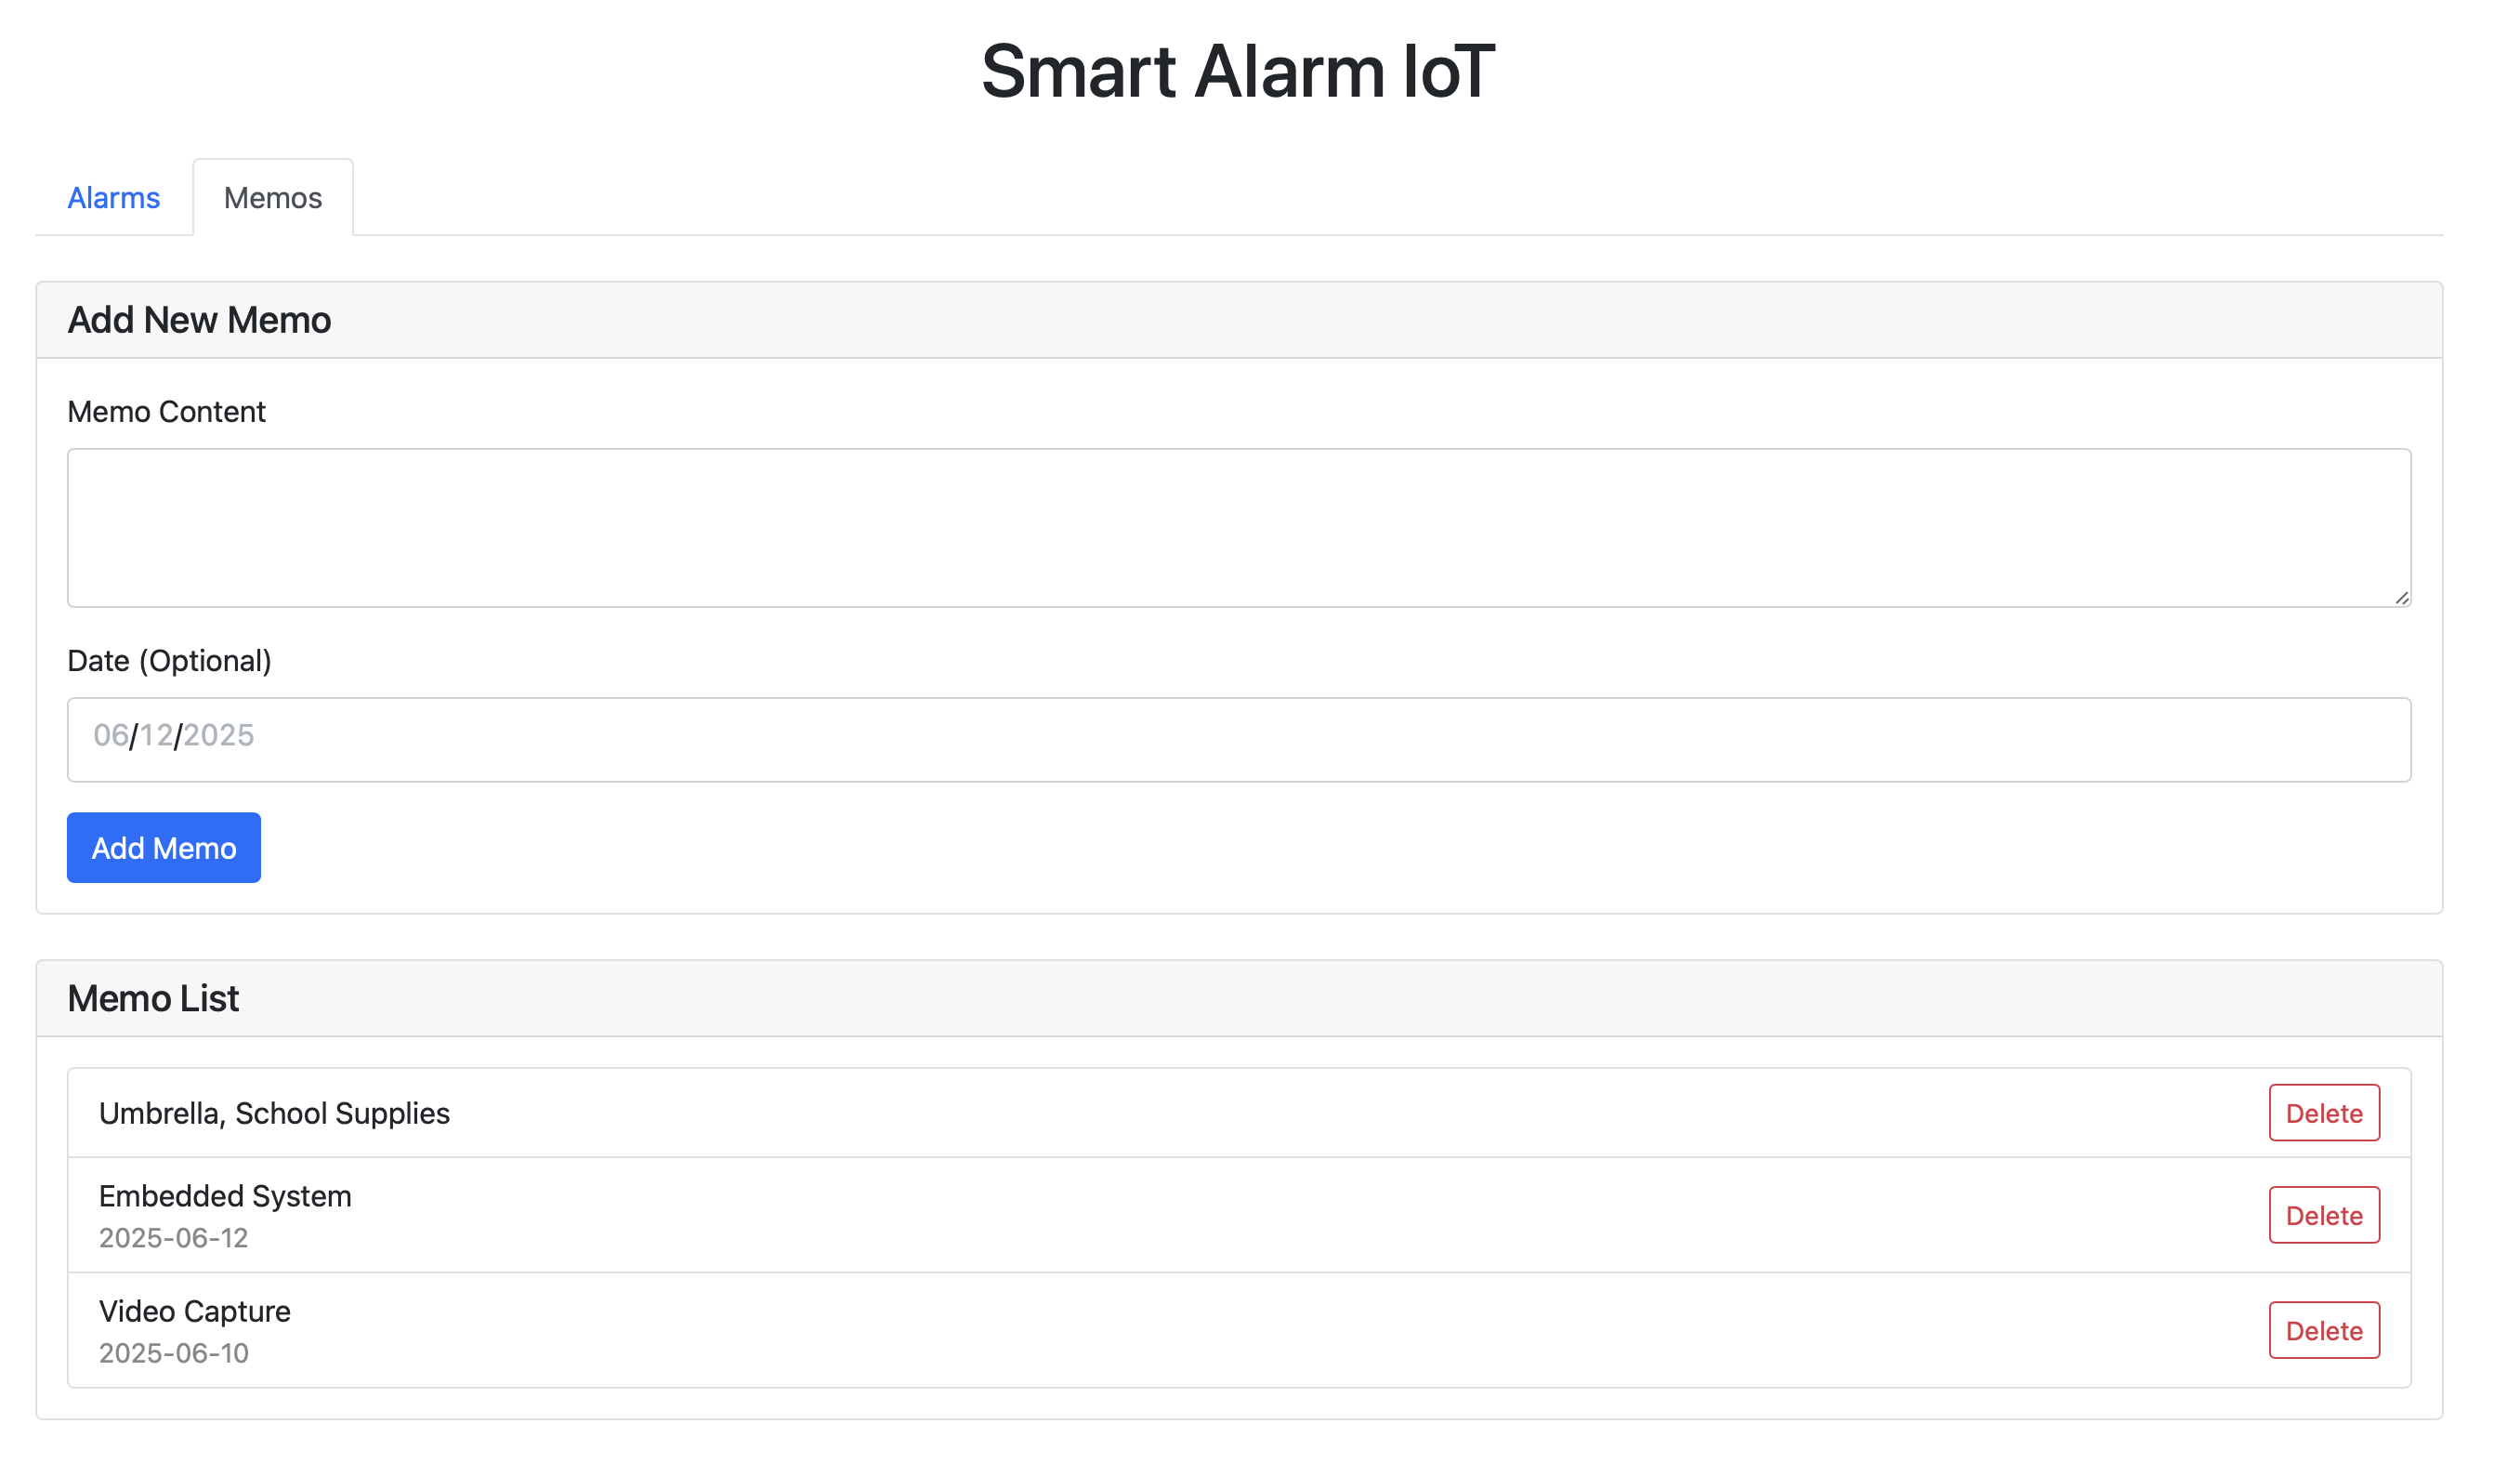 Smart Alarm IoT
Alarms
Memos
Add New Memo
Memo Content
Date (Optional)
06/12/2025
Add Memo
Memo List
Umbrella, School Supplies
Delete
Embedded System
2025-06-12
Delete
Video Capture
2025-06-10
Delete